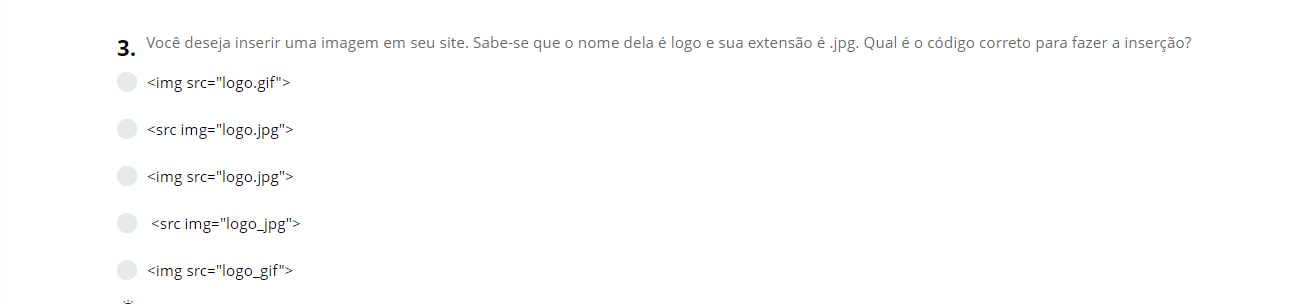 3. Você deseja inserir uma imagem em seu site. Sabe-se que o nome dela é logo e sua extensão é .jpg. Qual é o código correto para fazer a inserção?
<img src="logo.gif">
<src img="logo.jpg">
<img src="logo.jpg">
<src img="logo_jpg">
<img src="logo_gif">